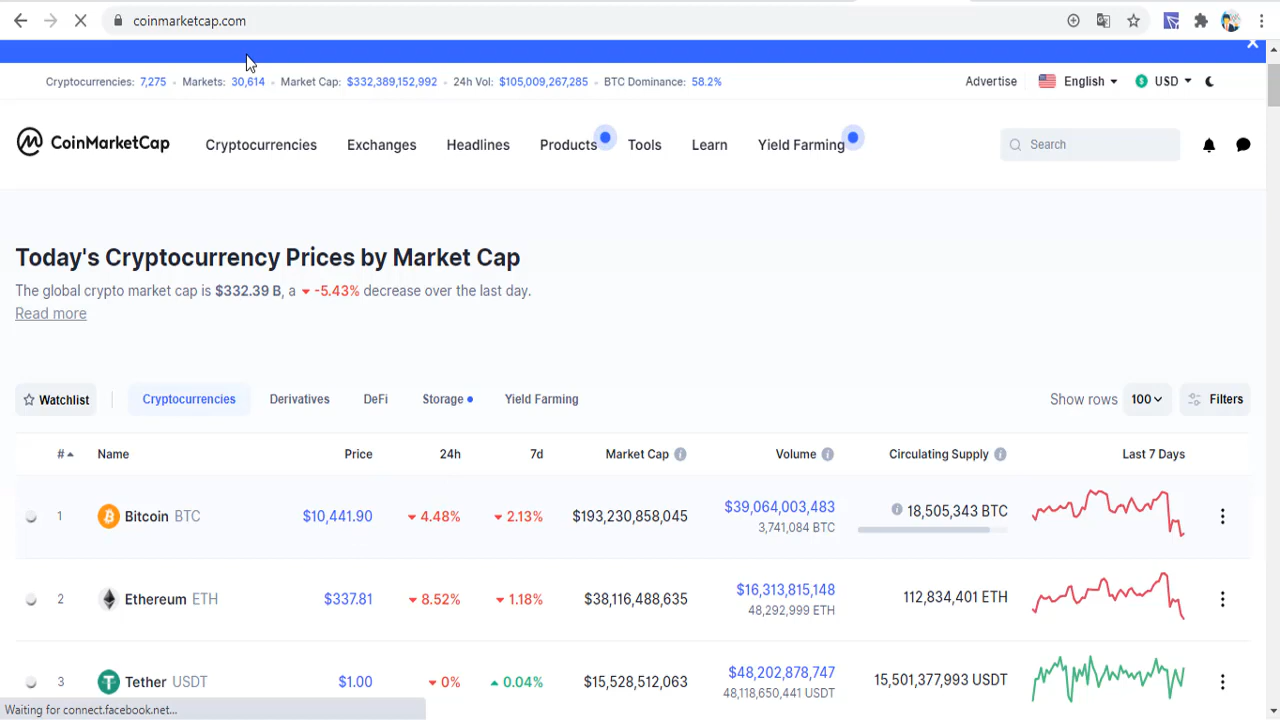 coinmarketcap.com
Cryptocurrencies: 7,275 Markets: 30,614 Market Cap: $332,389,152,992 24h Vol: $105,009,267,285 BTC Dominance: 58.2% Advertise English USD
CoinMarketCap Cryptocurrencies Exchanges Headlines Products Tools Learn Yield Farming Search
Today's Cryptocurrency Prices by Market Cap
The global crypto market cap is $332.39 B, a -5.43% decrease over the last day.
Read more
Watchlist Cryptocurrencies Derivatives DeFi Storage Yield Farming Show rows 100 Filters
# Name Price 24h 7d Market Cap Volume Circulating Supply Last 7 Days
1 Bitcoin BTC $10,441.90 4.48% 2.13% $193,230,858,045 $39,064,003,483 18,505,343 BTC
3,741,084 BTC
2 Ethereum ETH $337.81 8.52% 1.18% $38,116,488,635 $16,313,815,148 112,834,401 ETH
48,292,999 ETH
3 Tether USDT $1.00 0% 0.04% $15,528,512,063 $48,202,878,747 15,501,377,993 USDT
48,118,650,441 USDT
Waiting for connect.facebook.net...